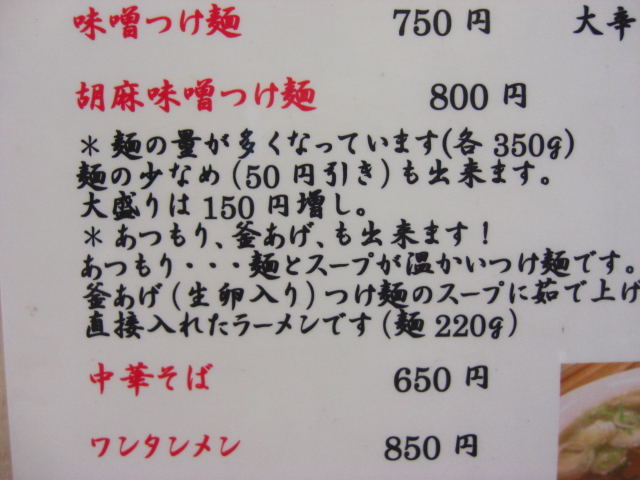 味噌つけ麺 750円 大辛
胡麻味噌つけ麺 800円
＊麺の量が多くなっています(各350g)
麺の少なめ(50円引き)も出来ます。
大盛りは150円増し。
＊あつもり、釜あげ、も出来ます！
あつもり・・・麺とスープが温かいつけ麺です。
釜あげ(生卵入り)つけ麺のスープに茹で上げ
直接入れたラーメンです(麺220g)
中華そば 650円
ワンタンメン 850円